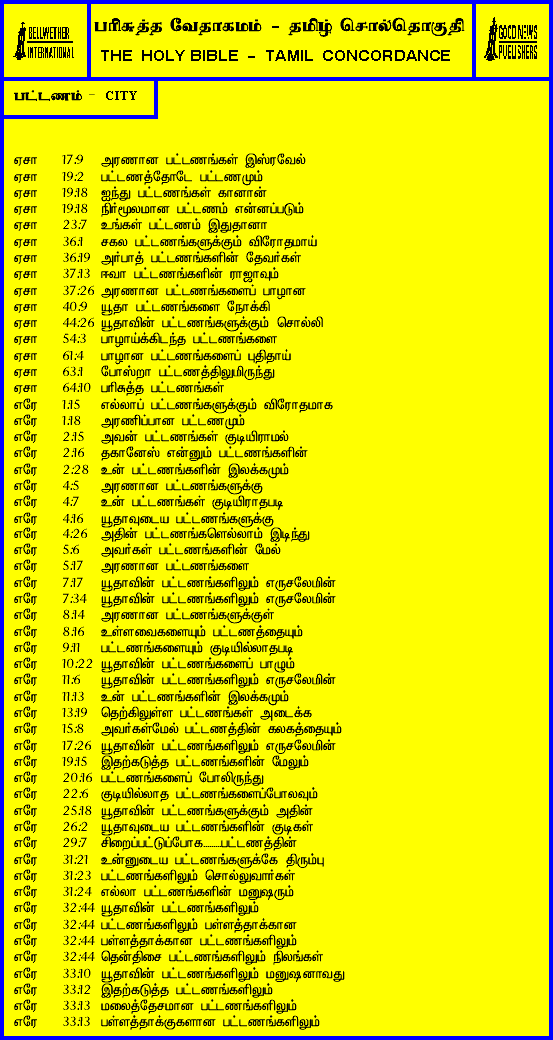 BELLWETHER INTERNATIONAL
பரிசுத்த வேதாகமம் - தமிழ் சொல்தொகுதி
THE HOLY BIBLE - TAMIL CONCORDANCE
GOOD NEWS PUBLISHERS
பட்டணம் - CITY
ஏசா 17:9 அரணான பட்டணங்கள் இஸ்ரவேல்
ஏசா 19:2 பட்டணத்தோடே பட்டணமும்
ஏசா 19:18 ஐந்து பட்டணங்கள் கானான்
ஏசா 19:18 நிர்மூலமான பட்டணம் என்னப்படும்
ஏசா 23:7 உங்கள் பட்டணம் இதுதானா
ஏசா 36:1 சகல பட்டணங்களுக்கும் விரோதமாய்
ஏசா 36:19 அர்பாத் பட்டணங்களின் தேவர்கள்
ஏசா 37:13 ஈவா பட்டணங்களின் ராஜாவும்
ஏசா 37:26 அரணான பட்டணங்களைப் பாழான
ஏசா 40:9 யூதா பட்டணங்களை நோக்கி
ஏசா 44:26 யூதாவின் பட்டணங்களுக்கும் சொல்லி
ஏசா 54:3 பாழாய்க்கிடந்த பட்டணங்களை
ஏசா 61:4 பாழான பட்டணங்களைப் புதிதாய்
ஏசா 63:1 போஸ்றா பட்டணத்திலுமிருந்து
ஏசா 64:10 பரிசுத்த பட்டணங்கள்
எரே 1:15 எல்லாப் பட்டணங்களுக்கும் விரோதமாக
எரே 1:18 அரணிப்பான பட்டணமும்
எரே 2:15 அவன் பட்டணங்கள் குடியிராமல்
எரே 2:16 தகானேஸ் என்னும் பட்டணங்களின்
எரே 2:28 உன் பட்டணங்களின் இலக்கமும்
எரே 4:5 அரணான பட்டணங்களுக்கு
எரே 4:7 உன் பட்டணங்கள் குடியிராதபடி
எரே 4:16 யூதாவுடைய பட்டணங்களுக்கு
எரே 4:26 அதின் பட்டணங்களெல்லாம் இடிந்து
எரே 5:6 அவர்கள் பட்டணங்களின் மேல்
எரே 5:17 அரணான பட்டணங்களை
எரே 7:17 யூதாவின் பட்டணங்களிலும் எருசலேமின்
எரே 7:34 யூதாவின் பட்டணங்களிலும் எருசலேமின்
எரே 8:14 அரணான பட்டணங்களுக்குள்
எரே 8:16 உள்ளவைகளையும் பட்டணத்தையும்
எரே 9:11 பட்டணங்களையும் குடியில்லாதபடி
எரே 10:22 யூதாவின் பட்டணங்களைப் பாழும்
எரே 11:6 யூதாவின் பட்டணங்களிலும் எருசலேமின்
எரே 11:13 உன் பட்டணங்களின் இலக்கமும்
எரே 13:19 தெற்கிலுள்ள பட்டணங்கள் அடைக்க
எரே 15:8 அவர்கள்மேல் பட்டணத்தின் கலகத்தையும்
எரே 17:26 யூதாவின் பட்டணங்களிலும் எருசலேமின்
எரே 19:15 இதற்கடுத்த பட்டணங்களின் மேலும்
எரே 20:16 பட்டணங்களைப் போலிருந்து
எரே 22:6 குடியில்லாத பட்டணங்களைப்போலவும்
எரே 25:18 யூதாவின் பட்டணங்களுக்கும் அதின்
எரே 26:2 யூதாவுடைய பட்டணங்களின் குடிகள்
எரே 29:7 சிறைப்பட்டுப்போக.........பட்டணத்தின்
எரே 31:21 உன்னுடைய பட்டணங்களுக்கே திரும்பு
எரே 31:23 பட்டணங்களிலும் சொல்லுவார்கள்
எரே 31:24 எல்லா பட்டணங்களின் மனுஷரும்
எரே 32:44 யூதாவின் பட்டணங்களிலும்
எரே 32:44 பட்டணங்களிலும் பள்ளத்தாக்கான
எரே 32:44 பள்ளத்தாக்கான பட்டணங்களிலும்
எரே 32:44 தென்திசை பட்டணங்களிலும் நிலங்கள்
எரே 33:10 யூதாவின் பட்டணங்களிலும் மனுஷனாவது
எரே 33:12 இதற்கடுத்த பட்டணங்களிலும்
எரே 33:13 மலைத்தேசமான பட்டணங்களிலும்
எரே 33:13 பள்ளத்தாக்குகளான பட்டணங்களிலும்